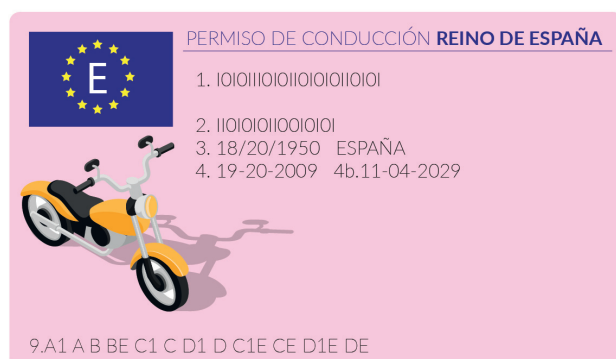 E
PERMISO DE CONDUCCIÓN REINO DE ESPAÑA
1. IOIOIIIOIOIIOIOIOIIOIOI
2. IIOIOIOIIOOIOIOI
3. 18/20/1950 ESPAÑA
4. 19-20-2009 4b.11-04-2029
9.A1 A B BE C1 C D1 D C1E CE D1E DE